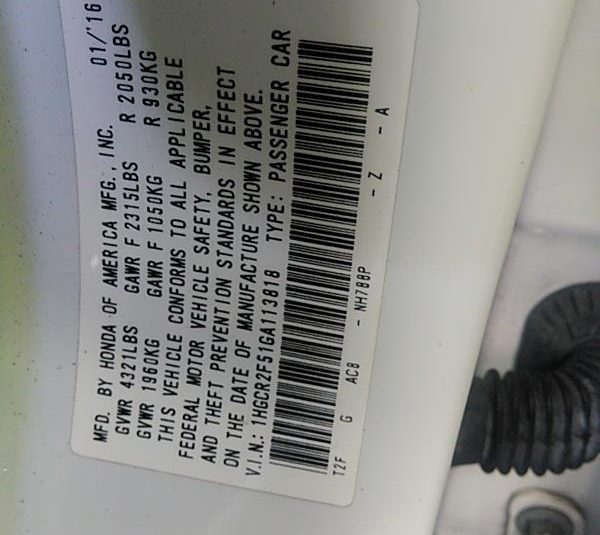 MFD. BY HONDA OF AMERICA MFG., INC. 01/'16
GVWR 4321LBS GAWR F 2315LBS R 2050LBS
GVWR 1960KG GAWR F 1050KG R 930KG
THIS VEHICLE CONFORMS TO ALL APPLICABLE
FEDERAL MOTOR VEHICLE SAFETY, BUMPER,
AND THEFT PREVENTION STANDARDS IN EFFECT
ON THE DATE OF MANUFACTURE SHOWN ABOVE.
V.I.N.: 1HGCR2F51GA113818 TYPE: PASSENGER CAR
T2F G AC8 - NH788P - Z - A